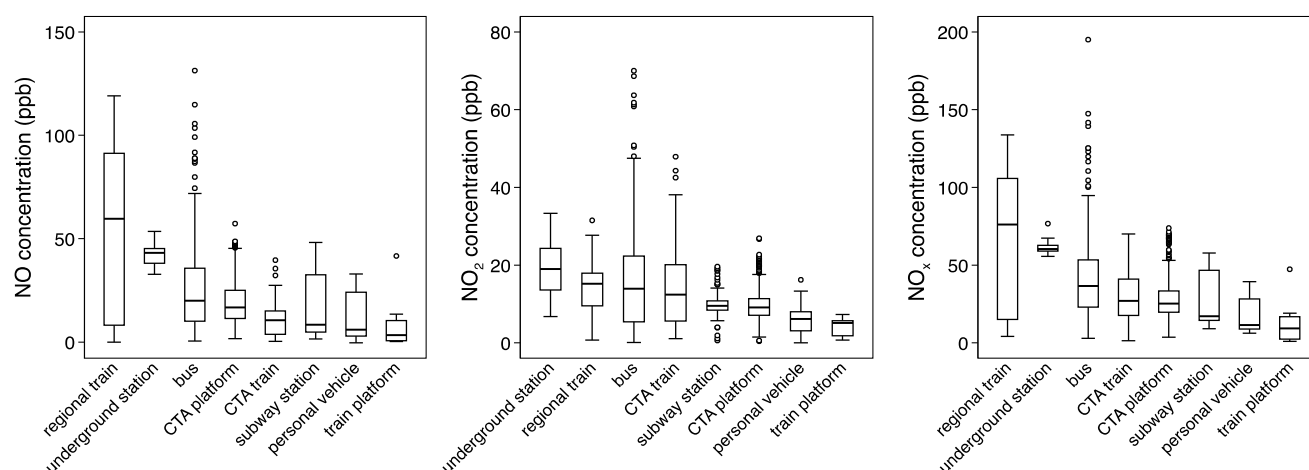 NO concentration (ppb)
150
100
50
0
regional train
underground station
bus
CTA platform
CTA train
subway station
personal vehicle
train platform
NO₂ concentration (ppb)
80
60
40
20
0
underground station
regional train
bus
CTA train
subway station
CTA platform
personal vehicle
train platform
NOₓ concentration (ppb)
200
150
100
50
0
regional train
underground station
bus
CTA train
CTA platform
subway station
personal vehicle
train platform